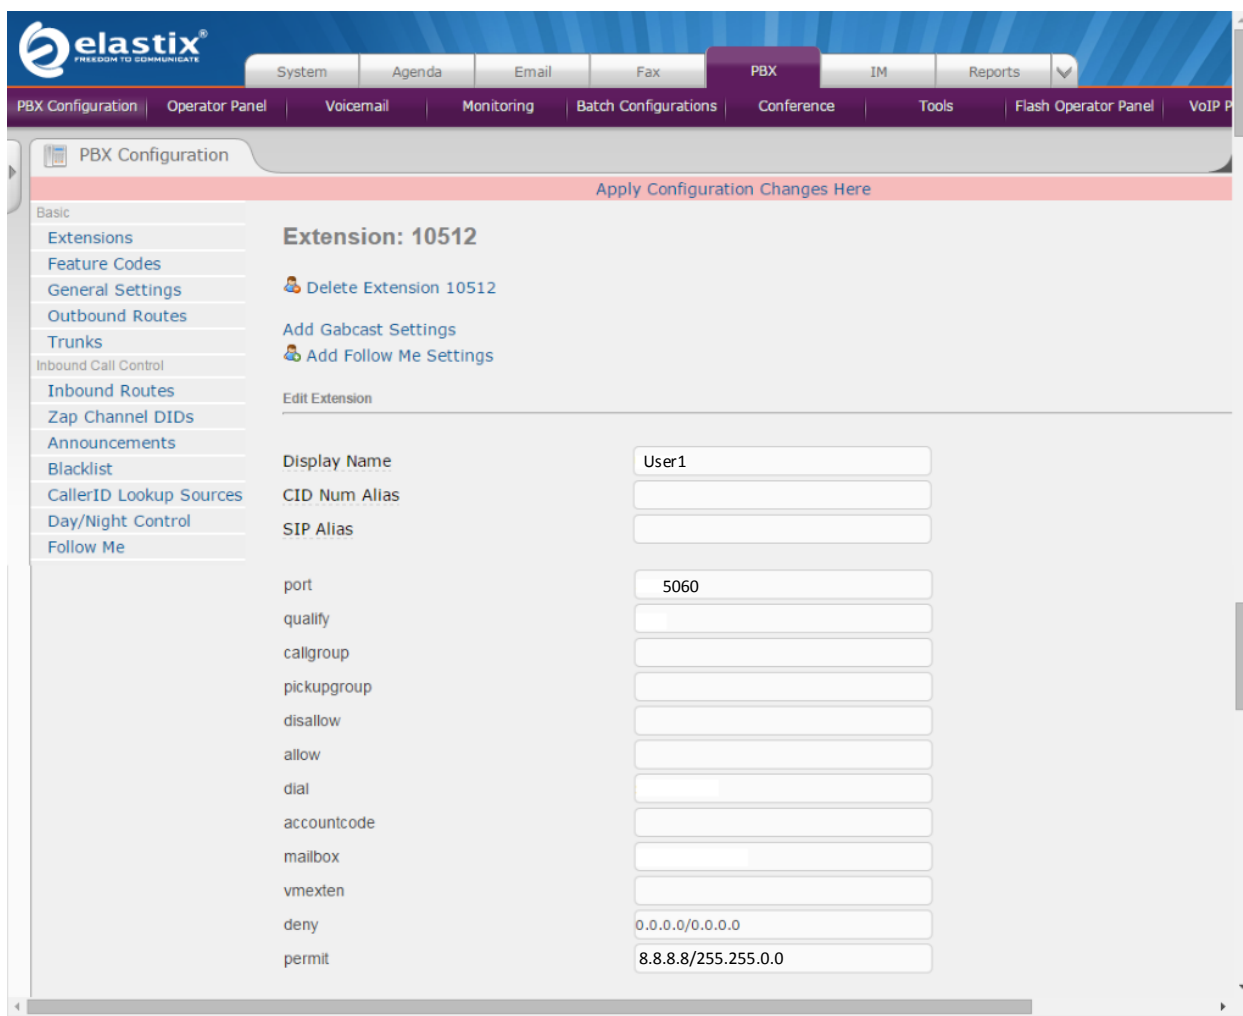 elastix®
FREEDOM TO COMMUNICATE
System Agenda Email Fax PBX IM Reports
PBX Configuration Operator Panel Voicemail Monitoring Batch Configurations Conference Tools Flash Operator Panel VoIP P
PBX Configuration
Apply Configuration Changes Here
Basic
Extensions
Feature Codes
General Settings
Outbound Routes
Trunks
Inbound Call Control
Inbound Routes
Zap Channel DIDs
Announcements
Blacklist
CallerID Lookup Sources
Day/Night Control
Follow Me
Extension: 10512
Delete Extension 10512
Add Gabcast Settings
Add Follow Me Settings
Edit Extension
Display Name User1
CID Num Alias
SIP Alias
port 5060
qualify
callgroup
pickupgroup
disallow
allow
dial
accountcode
mailbox
vmexten
deny 0.0.0.0/0.0.0.0
permit 8.8.8.8/255.255.0.0